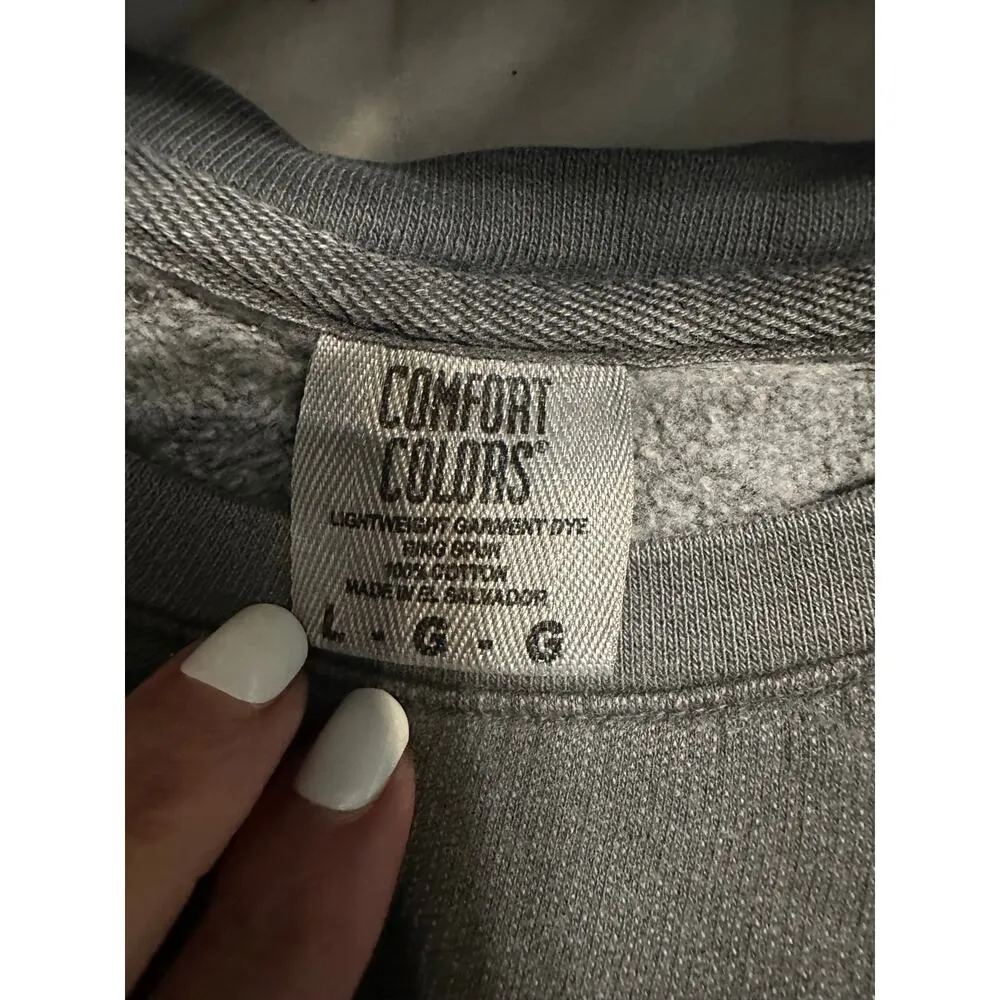 COMFORT
COLORS®
LIGHTWEIGHT GARMENT DYE
RING SPUN
100% COTTON
MADE IN EL SALVADOR
L - G - G